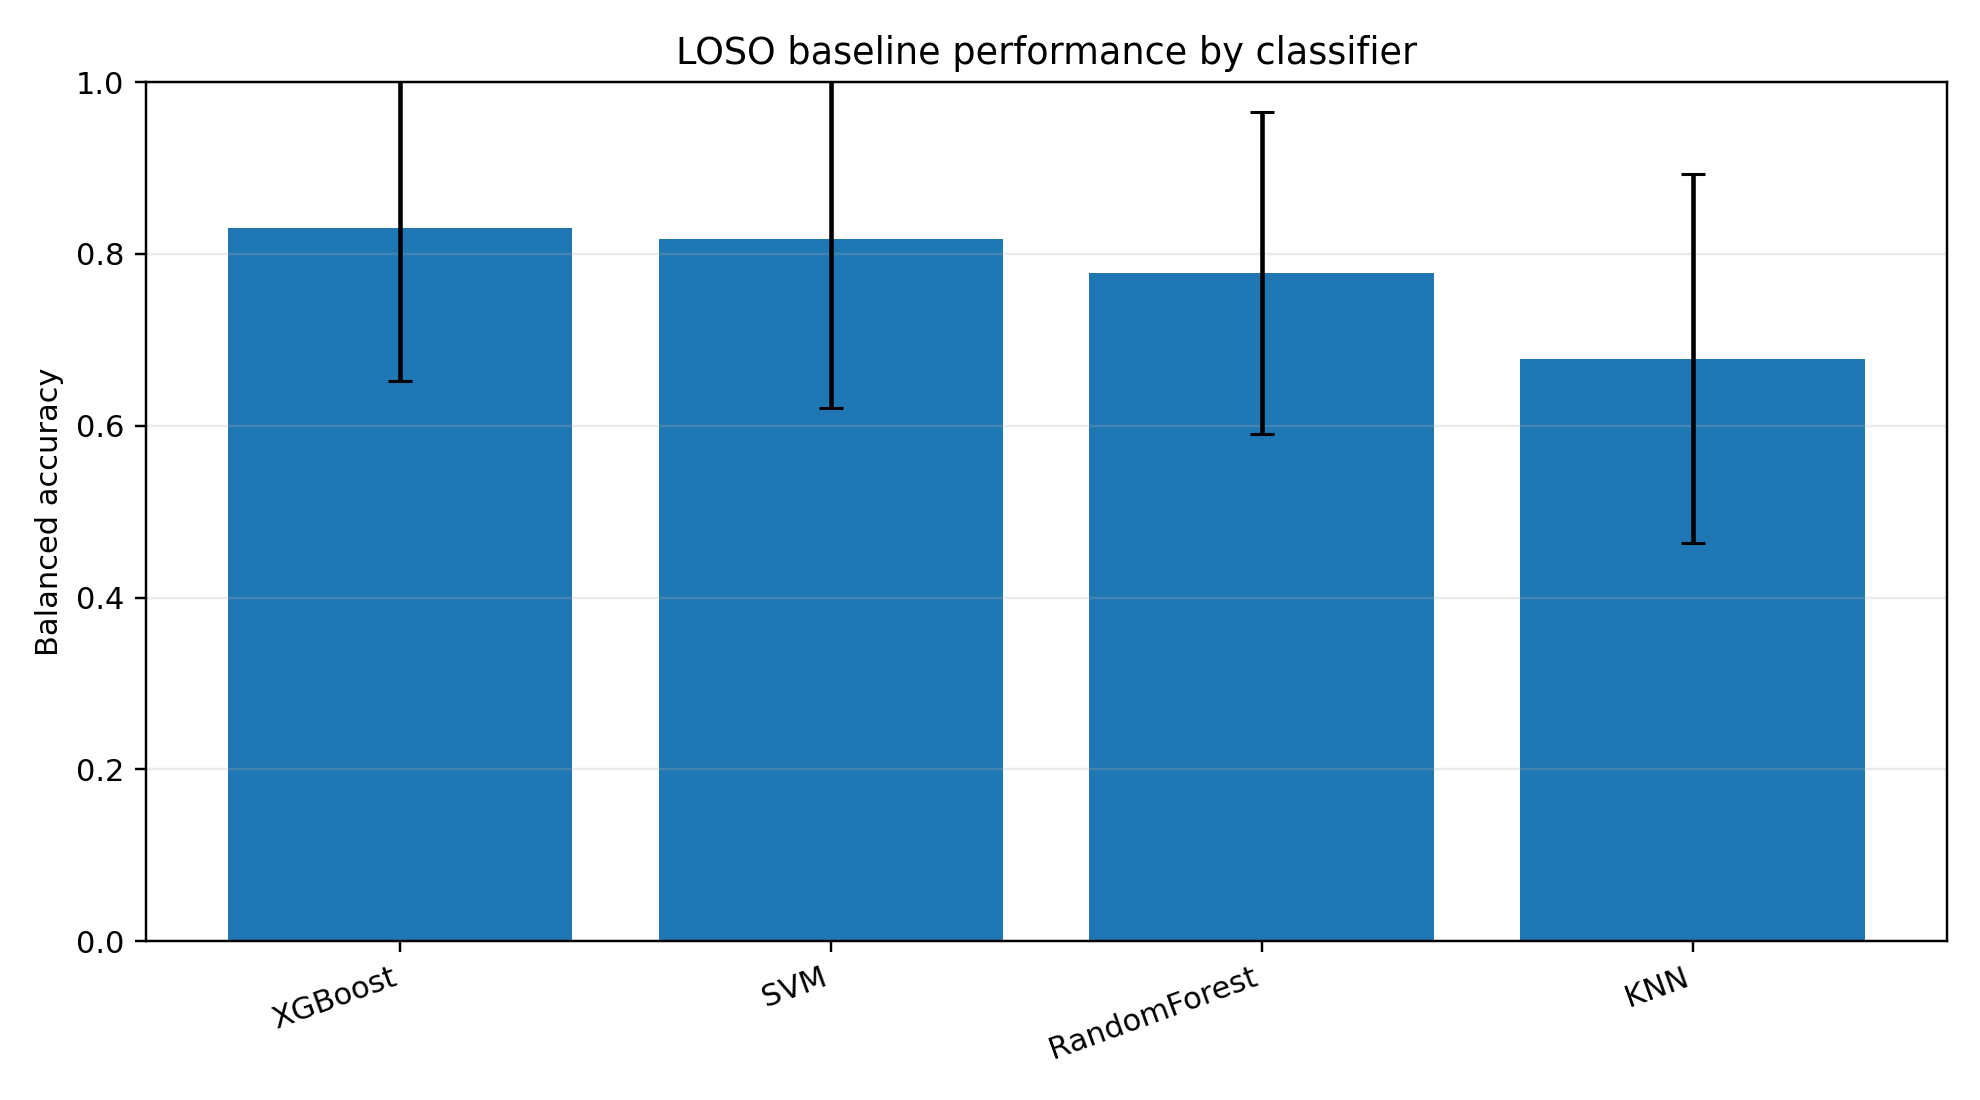 LOSO baseline performance by classifier
Balanced accuracy
1.0
0.8
0.6
0.4
0.2
0.0
XGBoost
SVM
RandomForest
KNN